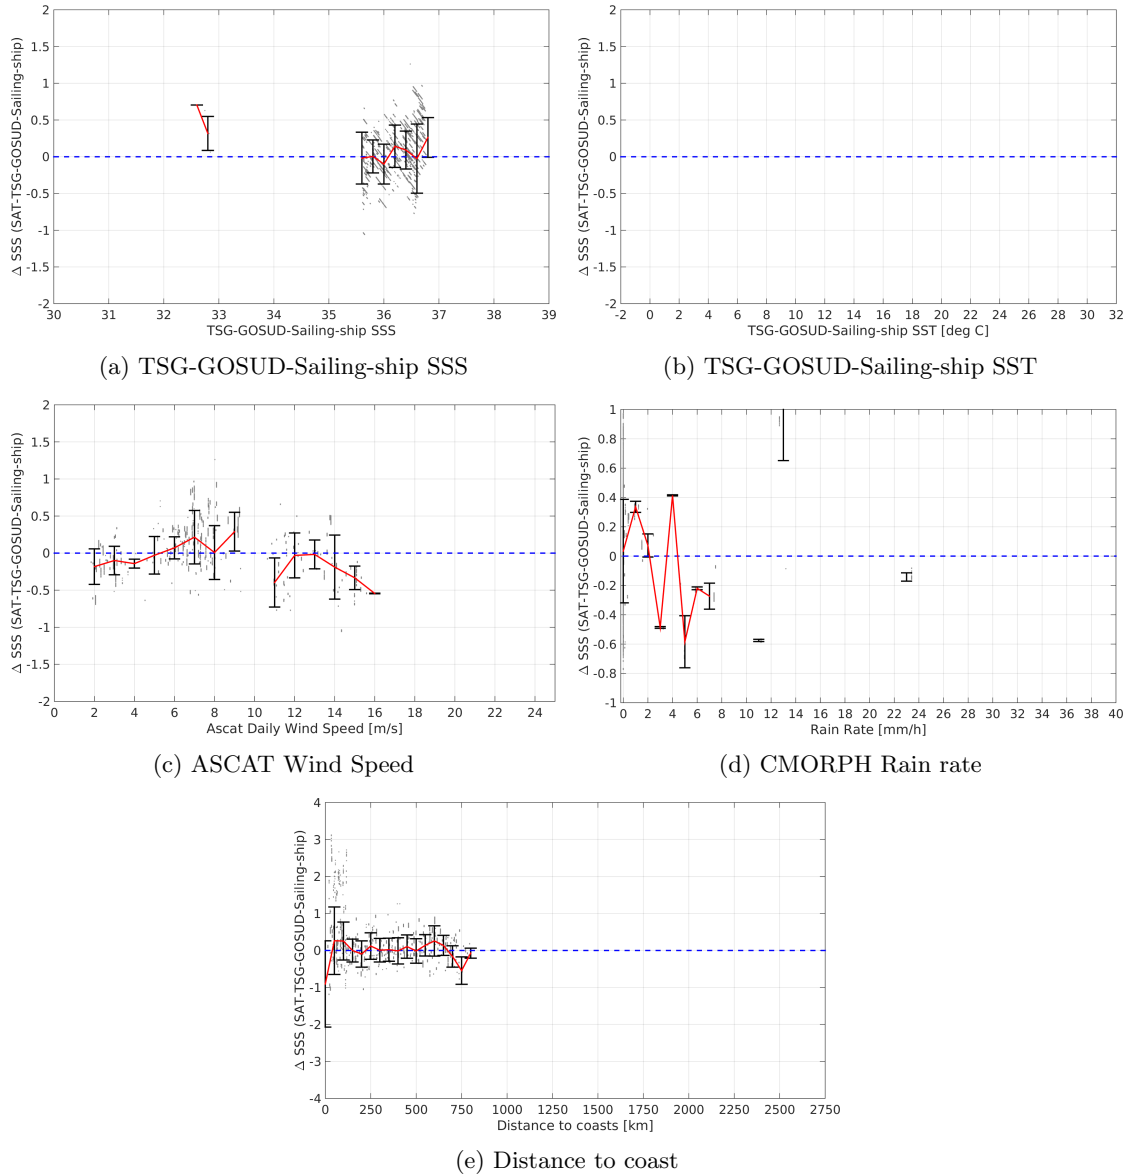 2
1.5
1
0.5
0
-0.5
-1
-1.5
-2
Δ SSS (SAT-TSG-GOSUD-Sailing-ship)
30 31 32 33 34 35 36 37 38 39
TSG-GOSUD-Sailing-ship SSS
(a) TSG-GOSUD-Sailing-ship SSS
2
1.5
1
0.5
0
-0.5
-1
-1.5
-2
Δ SSS (SAT-TSG-GOSUD-Sailing-ship)
-2 0 2 4 6 8 10 12 14 16 18 20 22 24 26 28 30 32
TSG-GOSUD-Sailing-ship SST [deg C]
(b) TSG-GOSUD-Sailing-ship SST
2
1.5
1
0.5
0
-0.5
-1
-1.5
-2
Δ SSS (SAT-TSG-GOSUD-Sailing-ship)
0 2 4 6 8 10 12 14 16 18 20 22 24
Ascat Daily Wind Speed [m/s]
(c) ASCAT Wind Speed
1
0.8
0.6
0.4
0.2
0
-0.2
-0.4
-0.6
-0.8
-1
Δ SSS (SAT-TSG-GOSUD-Sailing-ship)
0 2 4 6 8 10 12 14 16 18 20 22 24 26 28 30 32 34 36 38 40
Rain Rate [mm/h]
(d) CMORPH Rain rate
4
3
2
1
0
-1
-2
-3
-4
Δ SSS (SAT-TSG-GOSUD-Sailing-ship)
0 250 500 750 1000 1250 1500 1750 2000 2250 2500 2750
Distance to coasts [km]
(e) Distance to coast